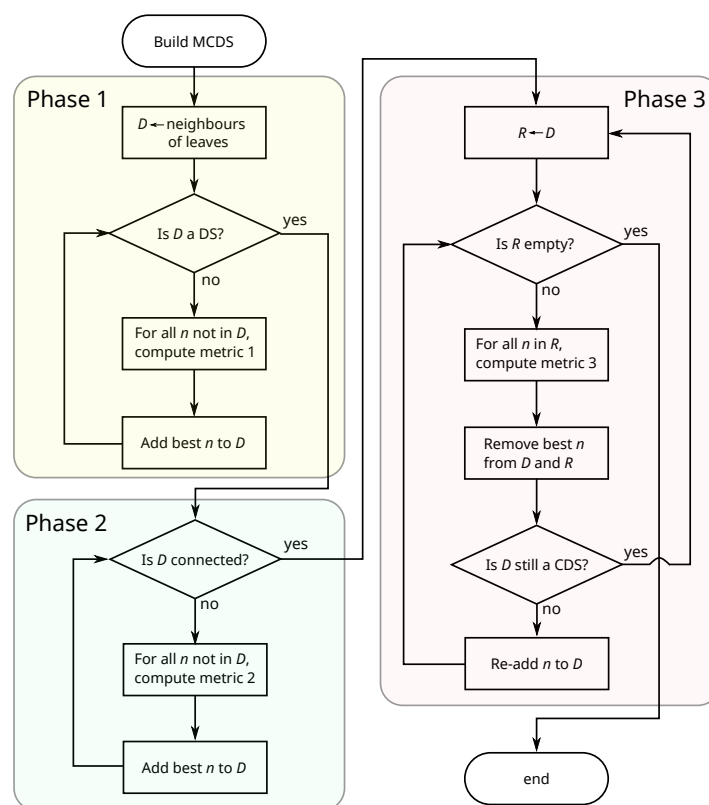 Build MCDS
Phase 1
D ← neighbours
of leaves
Is D a DS?
yes
no
For all n not in D,
compute metric 1
Add best n to D
Phase 2
Is D connected?
yes
no
For all n not in D,
compute metric 2
Add best n to D
Phase 3
R ← D
Is R empty?
yes
no
For all n in R,
compute metric 3
Remove best n
from D and R
Is D still a CDS?
yes
no
Re-add n to D
end